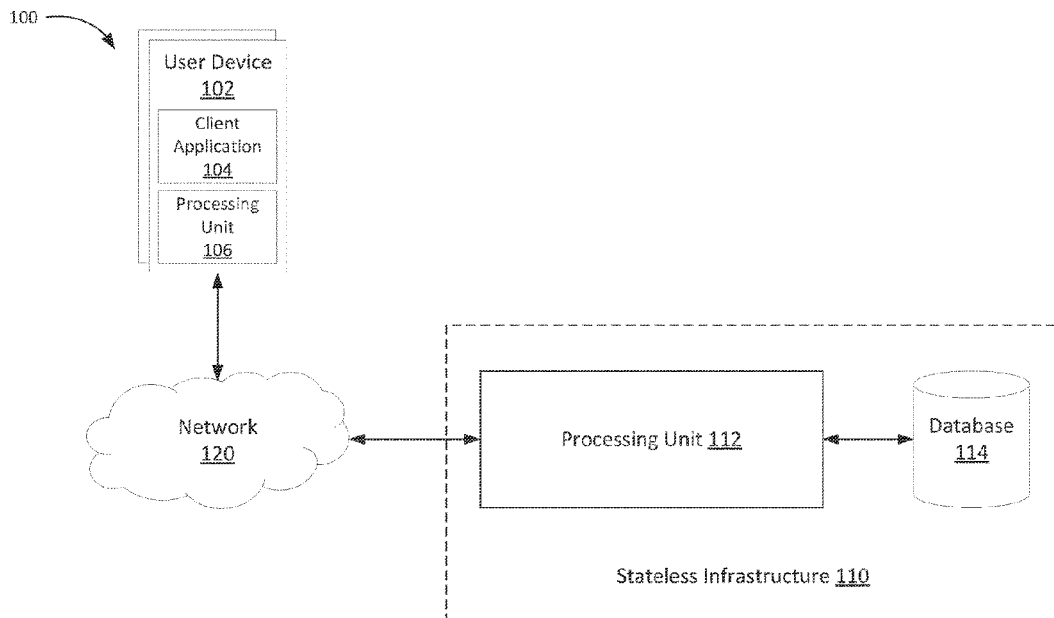 100
User Device
102
Client
Application
104
Processing
Unit
106
Network
120
Processing Unit 112
Database
114
Stateless Infrastructure 110